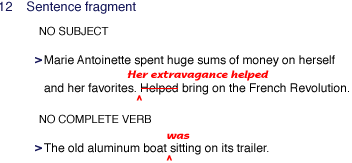 12 Sentence fragment
NO SUBJECT
> Marie Antoinette spent huge sums of money on herself
Her extravagance helped
and her favorites. Helped bring on the French Revolution.
^
NO COMPLETE VERB
was
> The old aluminum boat sitting on its trailer.
^